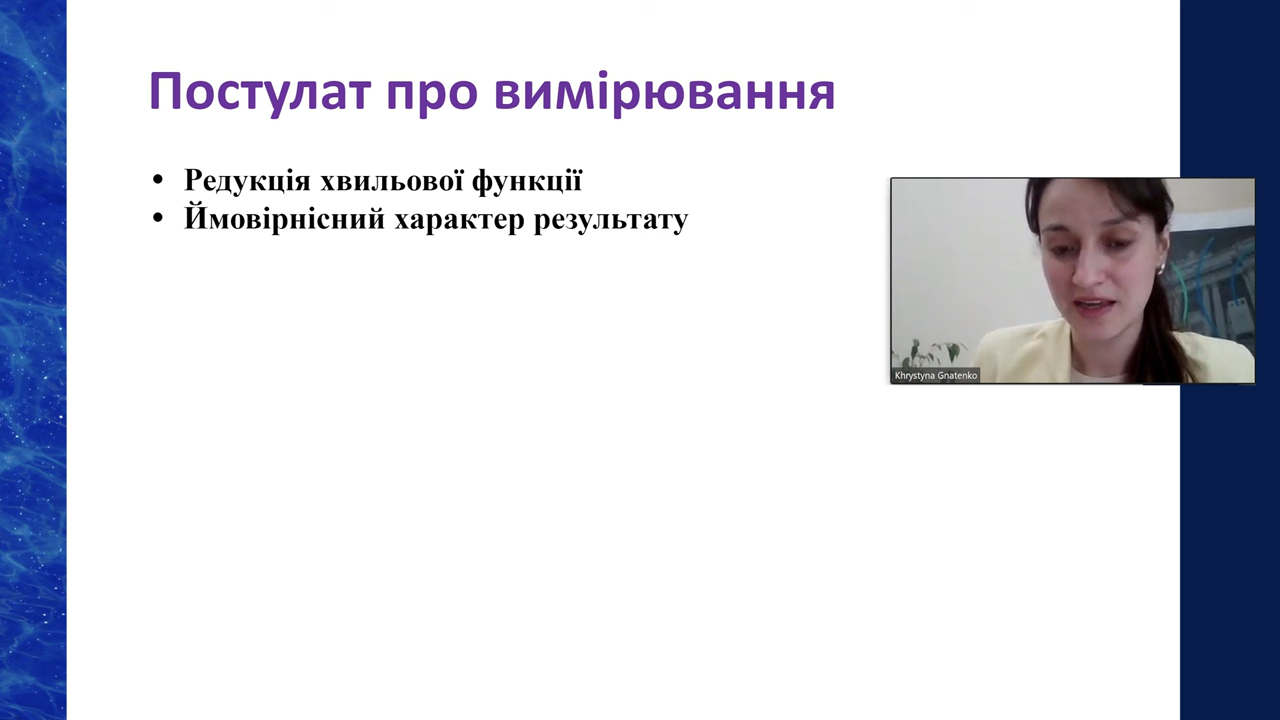 Постулат про вимірювання
• Редукція хвильової функції
• Ймовірнісний характер результату
Khrystyna Gnatenko